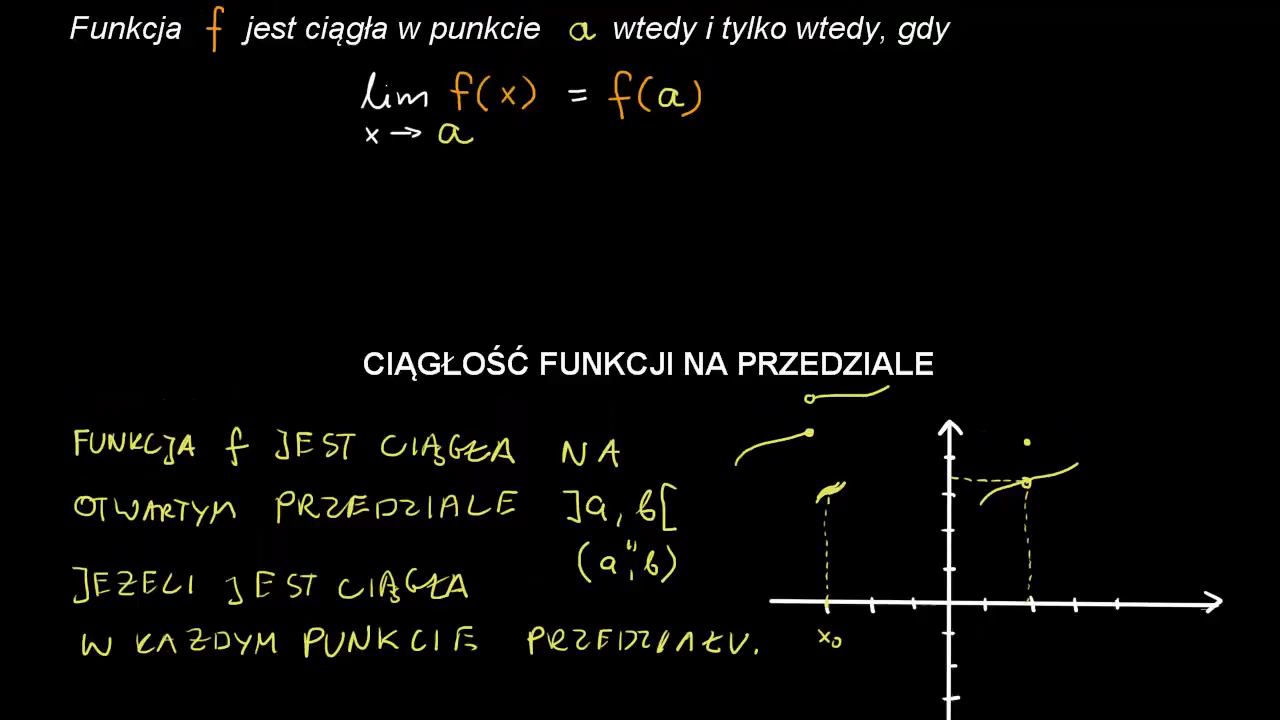 Funkcja f jest ciągła w punkcie a wtedy i tylko wtedy, gdy
lim f(x) = f(a)
x → a
CIĄGŁOŚĆ FUNKCJI NA PRZEDZIALE
FUNKCJA f JEST CIĄGŁA NA
OTWARTYM PRZEDZIALE ]a, b[
(a, b)
JEŻELI JEST CIĄGŁA
W KAŻDYM PUNKCIE PRZEDZIAŁU.
x₀